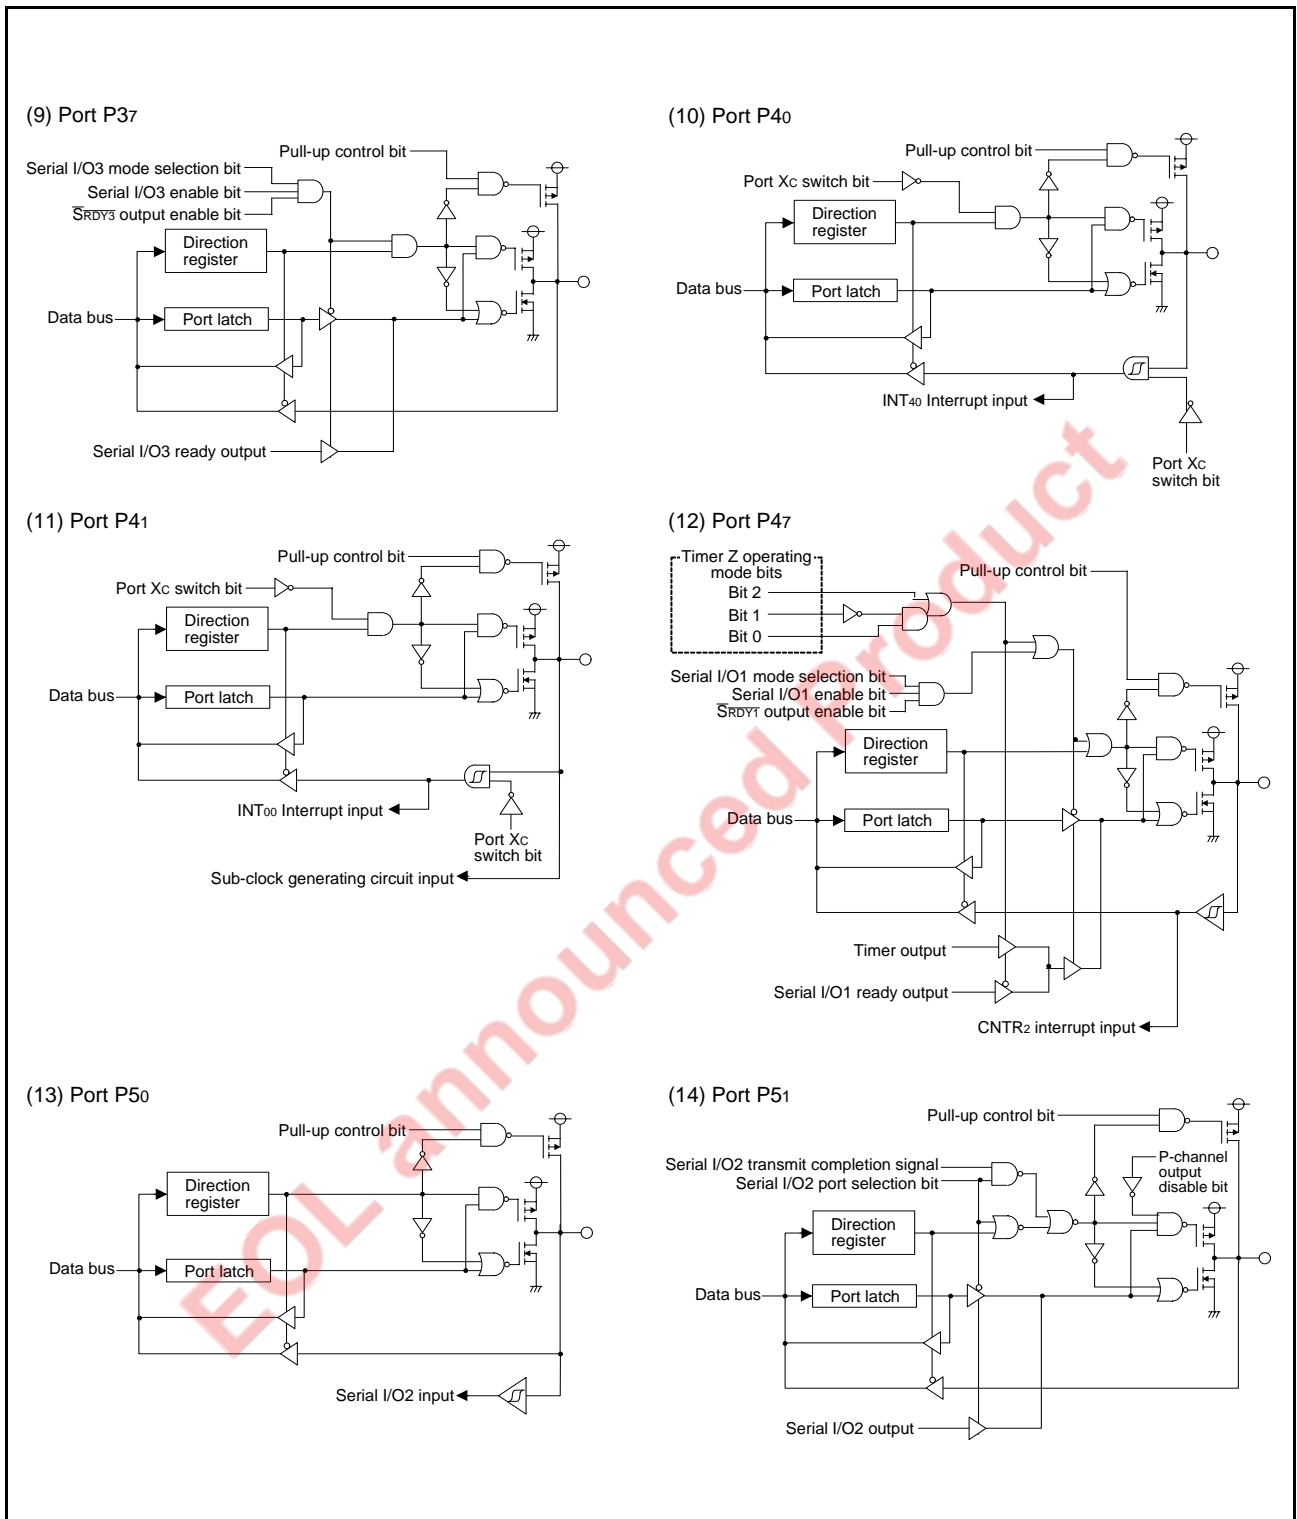 (9) Port P37
Pull-up control bit
Serial I/O3 mode selection bit
Serial I/O3 enable bit
SRDY3 output enable bit
Direction
register
Data bus
Port latch
Serial I/O3 ready output
(10) Port P40
Pull-up control bit
Port XC switch bit
Direction
register
Data bus
Port latch
INT40 Interrupt input
Port XC
switch bit
(11) Port P41
Pull-up control bit
Port XC switch bit
Direction
register
Data bus
Port latch
INT00 Interrupt input
Port XC
switch bit
Sub-clock generating circuit input
(12) Port P47
Timer Z operating
mode bits
Bit 2
Bit 1
Bit 0
Pull-up control bit
Serial I/O1 mode selection bit
Serial I/O1 enable bit
SRDY1 output enable bit
Direction
register
Data bus
Port latch
Timer output
Serial I/O1 ready output
CNTR2 interrupt input
(13) Port P50
Pull-up control bit
Direction
register
Data bus
Port latch
Serial I/O2 input
(14) Port P51
Pull-up control bit
Serial I/O2 transmit completion signal
Serial I/O2 port selection bit
P-channel
output
disable bit
Direction
register
Data bus
Port latch
Serial I/O2 output
EOL announced Product